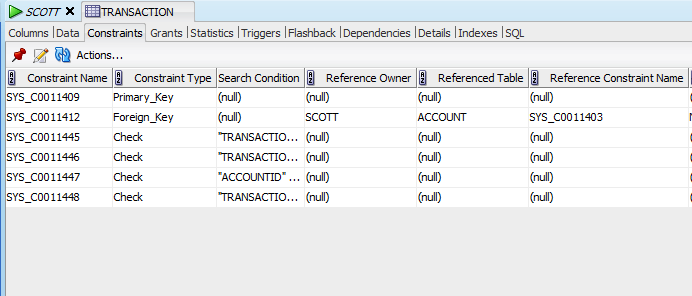 SCOTT TRANSACTION
Columns Data Constraints Grants Statistics Triggers Flashback Dependencies Details Indexes SQL
Actions...
Constraint Name Constraint Type Search Condition Reference Owner Referenced Table Reference Constraint Name
SYS_C0011409 Primary_Key (null) (null) (null) (null)
SYS_C0011412 Foreign_Key (null) SCOTT ACCOUNT SYS_C0011403
SYS_C0011445 Check "TRANSACTIO... (null) (null) (null)
SYS_C0011446 Check "TRANSACTIO... (null) (null) (null)
SYS_C0011447 Check "ACCOUNTID" ... (null) (null) (null)
SYS_C0011448 Check "TRANSACTIO... (null) (null) (null)